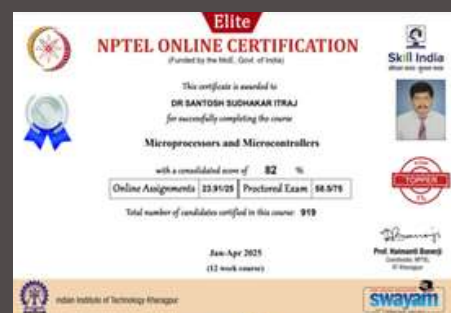 Elite
NPTEL ONLINE CERTIFICATION
(Funded by the MoE, Govt. of India)
Skill India
This certificate is awarded to
DR SANTOSH SUDHAKAR ITRAJ
for successfully completing the course
Microprocessors and Microcontrollers
with a consolidated score of 82 %
Online Assignments 23.91/25 Proctored Exam 58.5/75
TOPPER
Total number of candidates certified in this course: 919
Prof. Haimanti Banerji
Jan-Apr 2025
(12 week course)
Indian Institute of Technology Kharagpur
swayam